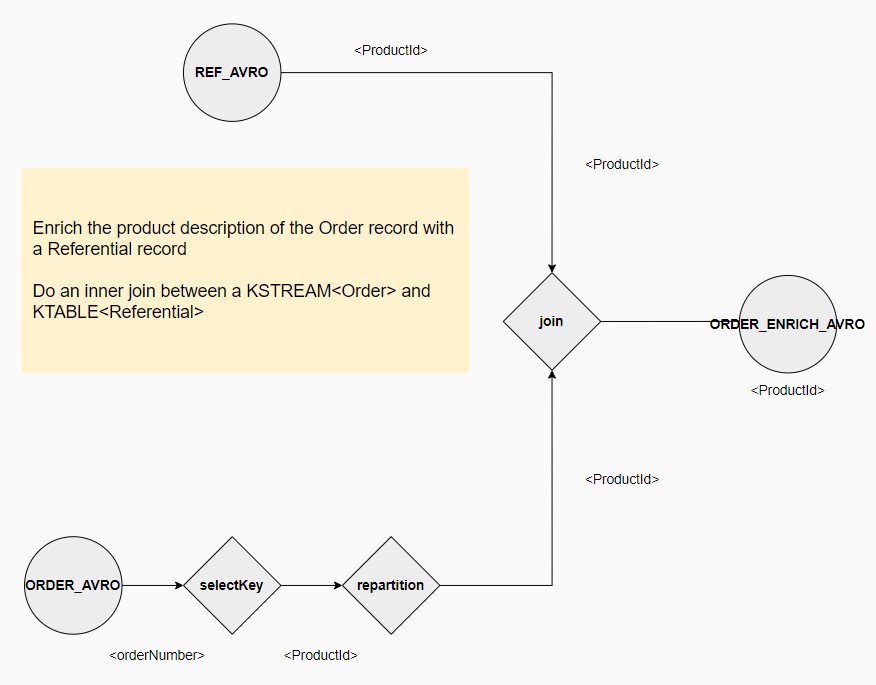 <ProductId>
REF_AVRO
<ProductId>
Enrich the product description of the Order record with
a Referential record
Do an inner join between a KSTREAM<Order> and
KTABLE<Referential>
join
ORDER_ENRICH_AVRO
<ProductId>
<ProductId>
ORDER_AVRO
selectKey
repartition
<orderNumber>
<ProductId>